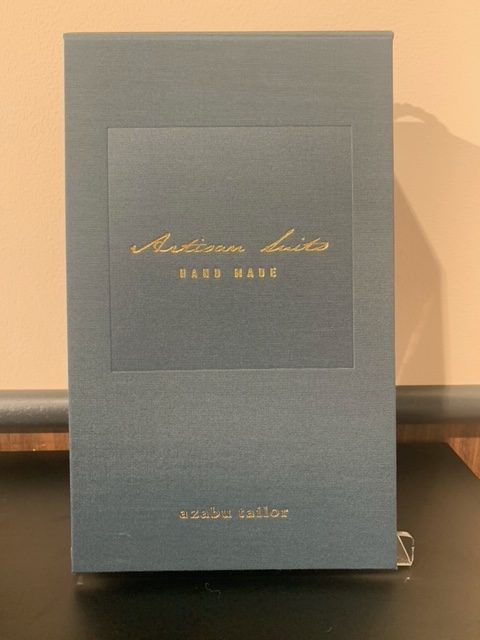 Artisan Suits
HAND MADE
azabu tailor